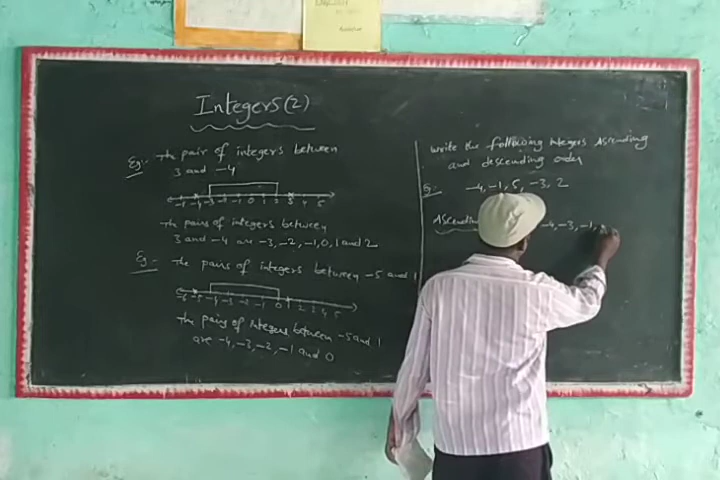 Integers (2)
Eg:- The pair of integers between
3 and -4
-6 -5 -4 -3 -2 -1 0 1 2 3 4 5
The pairs of integers between
3 and -4 are -3, -2, -1, 0, 1 and 2
Eg:- The pairs of integers between -5 and 1
-6 -5 -4 -3 -2 -1 0 1 2 3 4 5
The pairs of integers between -5 and 1
are -4, -3, -2, -1 and 0
Write the following Integers Ascending
and descending order
Eg:- -4, -1, 5, -3, 2
-4, -3, -1,